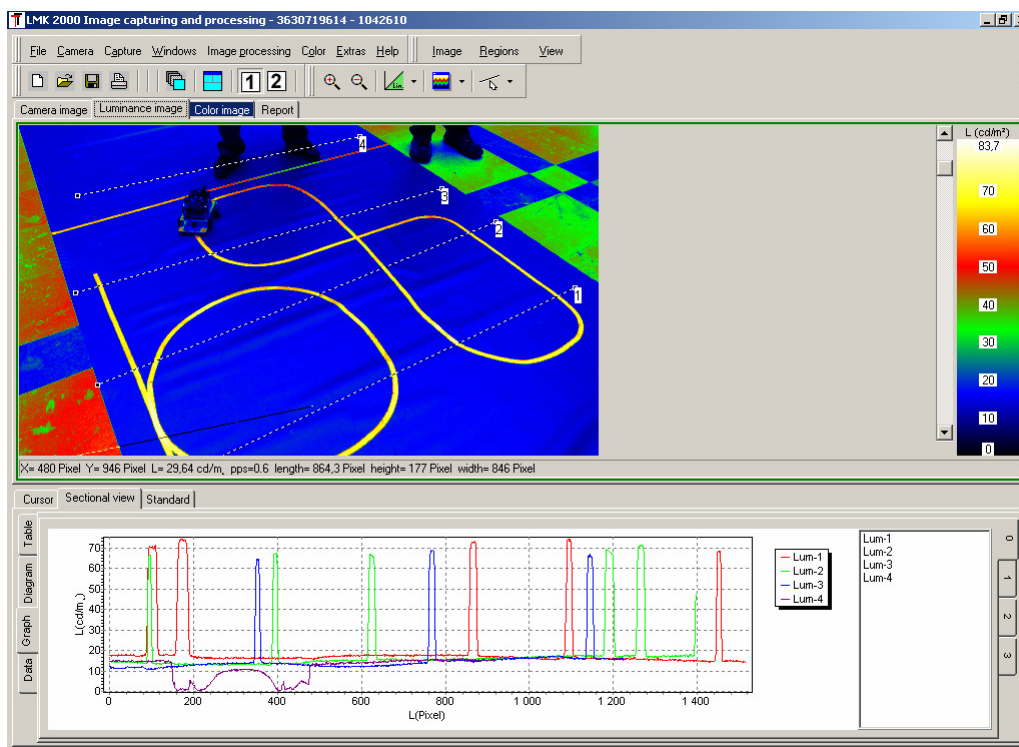 LMK 2000 Image capturing and processing - 3630719614 - 1042610
File Camera Capture Windows Image processing Color Extras Help Image Regions View
1 2 Lin.
Camera image Luminance image Color image Report
L (cd/m²)
83,7
70
60
50
40
30
20
10
0
4
3
2
1
X= 480 Pixel Y= 946 Pixel L= 29,64 cd/m, pps=0.6 length= 864,3 Pixel height= 177 Pixel width= 846 Pixel
Cursor Sectional view Standard
Table
Diagram
Graph
Data
L(cd/m,)
70
60
50
40
30
20
10
0
0 200 400 600 800 1 000 1 200 1 400
L(Pixel)
Lum-1
Lum-2
Lum-3
Lum-4
Lum-1
Lum-2
Lum-3
Lum-4
0
1
2
3